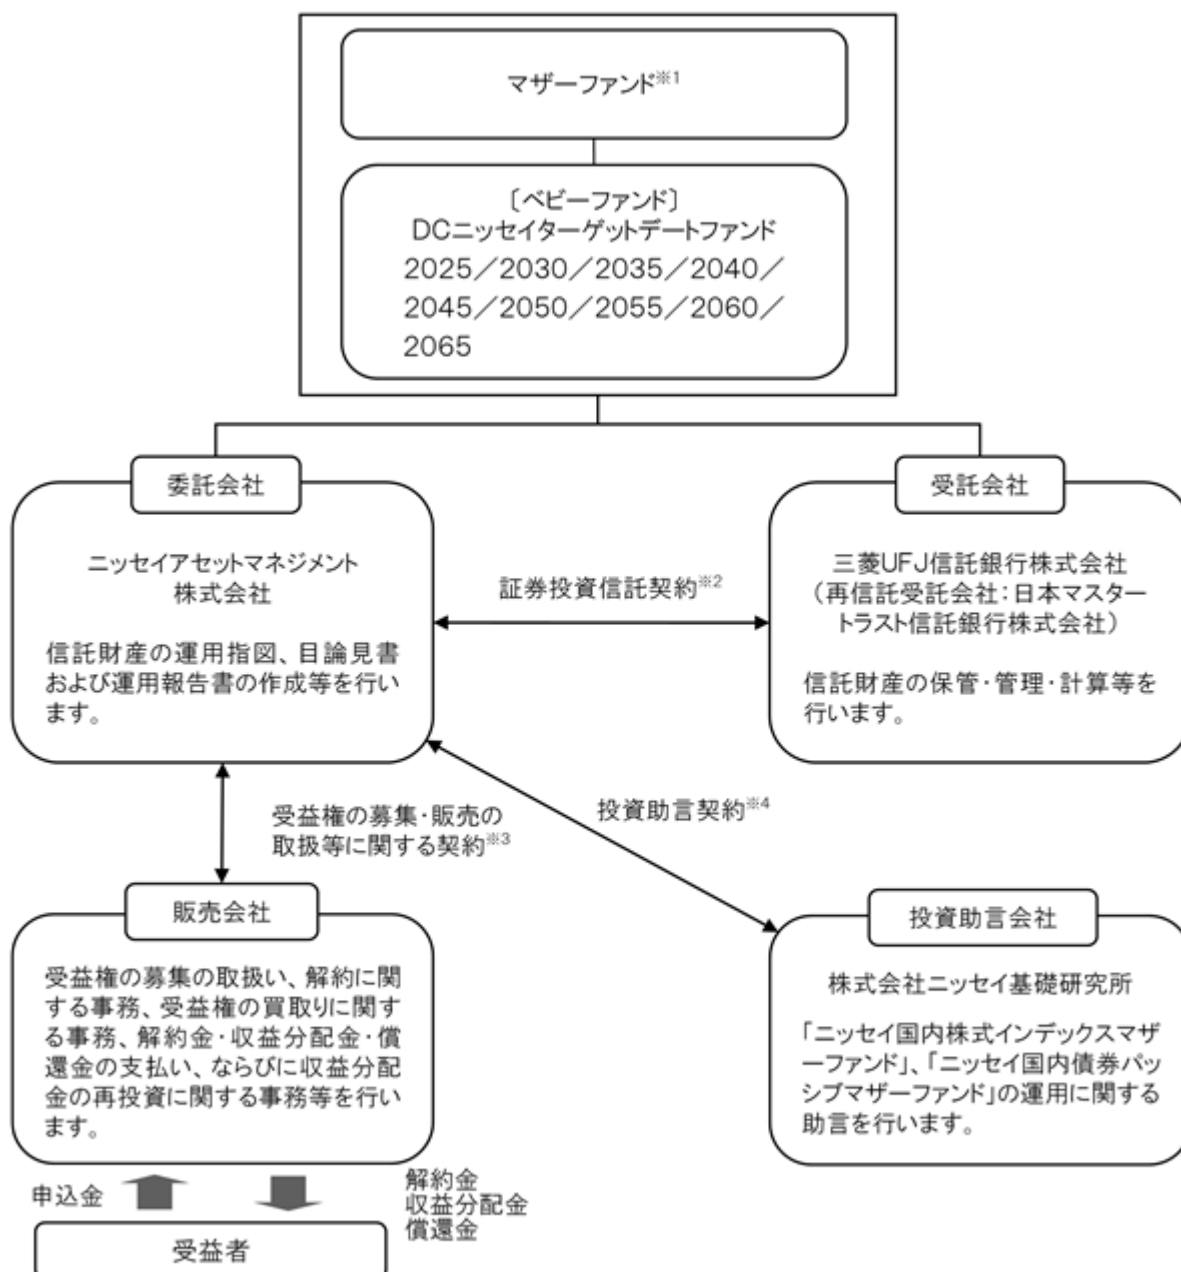 マザーファンド※1
〔ベビーファンド〕
DCニッセイターゲットデートファンド
2025／2030／2035／2040／
2045／2050／2055／2060／
2065
委託会社
ニッセイアセットマネジメント
株式会社
信託財産の運用指図、目論見書
および運用報告書の作成等を行い
ます。
証券投資信託契約※2
受託会社
三菱UFJ信託銀行株式会社
（再信託受託会社：日本マスター
トラスト信託銀行株式会社）
信託財産の保管・管理・計算等を
行います。
受益権の募集・販売の
取扱等に関する契約※3
投資助言契約※4
販売会社
受益権の募集の取扱い、解約に関
する事務、受益権の買取りに関す
る事務、解約金・収益分配金・償
還金の支払い、ならびに収益分配
金の再投資に関する事務等を行い
ます。
投資助言会社
株式会社ニッセイ基礎研究所
「ニッセイ国内株式インデックスマザ
ーファンド」、「ニッセイ国内債券パッ
シブマザーファンド」の運用に関する
助言を行います。
申込金
解約金
収益分配金
償還金
受益者